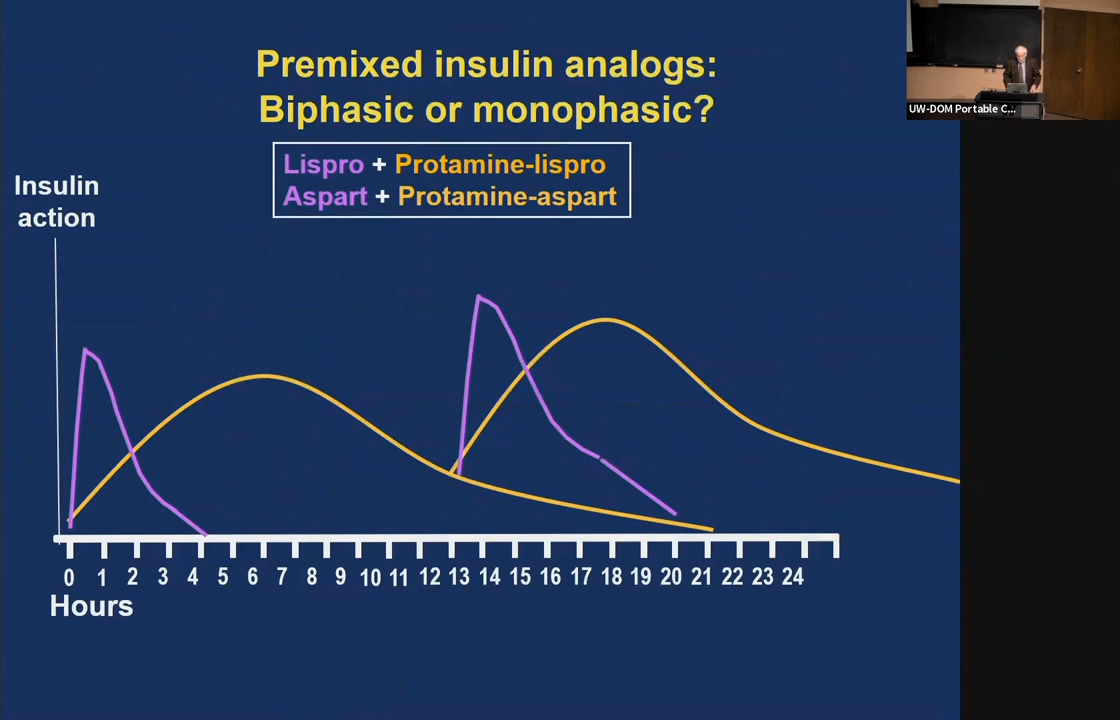 Premixed insulin analogs:
Biphasic or monophasic?
UW-DOM Portable C...
Lispro + Protamine-lispro
Aspart + Protamine-aspart
Insulin
action
0 1 2 3 4 5 6 7 8 9 10 11 12 13 14 15 16 17 18 19 20 21 22 23 24
Hours